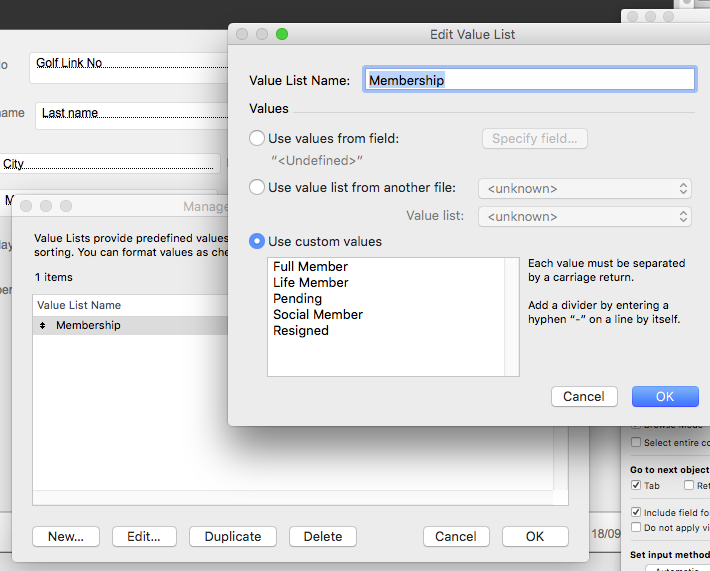 Edit Value List
Golf Link No
Value List Name: Membership
Values
name
Last name
Use values from field:
Specify field...
“<Undefined>”
City
Use value list from another file:
<unknown>
Value list:
<unknown>
Manage
Use custom values
Value Lists provide predefined values
sorting. You can format values as che
1 items
Full Member
Life Member
Pending
Social Member
Resigned
Each value must be separated
by a carriage return.
Add a divider by entering a
hyphen “-” on a line by itself.
Value List Name
Membership
Cancel
OK
Browse Mode
Select entire co
Go to next object
Tab
Ret
Include field fo
Do not apply vi
New...
Edit...
Duplicate
Delete
Cancel
OK
18/09
Set input method
Automatic